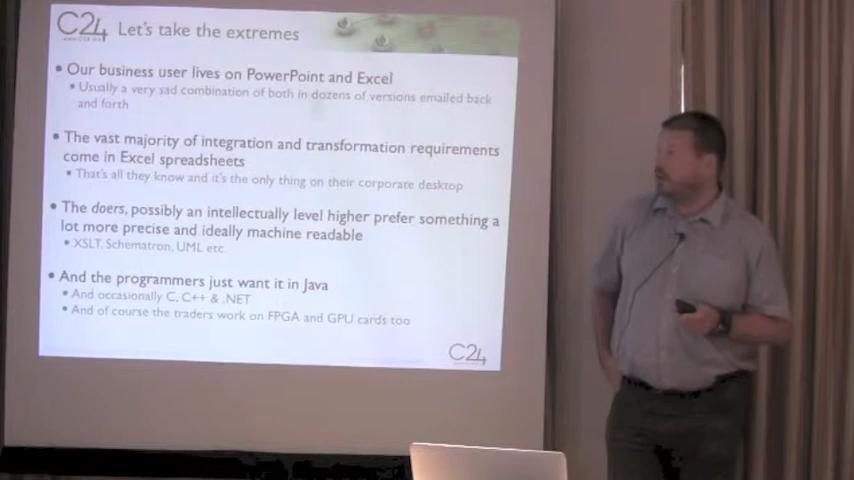 C24 Let's take the extremes
• Our business user lives on PowerPoint and Excel
• Usually a very sad combination of both in dozens of versions emailed back
and forth
• The vast majority of integration and transformation requirements
come in Excel spreadsheets
• That's all they know and it's the only thing on their corporate desktop
• The doers, possibly an intellectually level higher prefer something a
lot more precise and ideally machine readable
• XSLT, Schematron, UML etc.
• And the programmers just want it in Java
• And occasionally C, C++ & .NET
• And of course the traders work on FPGA and GPU cards too
C24